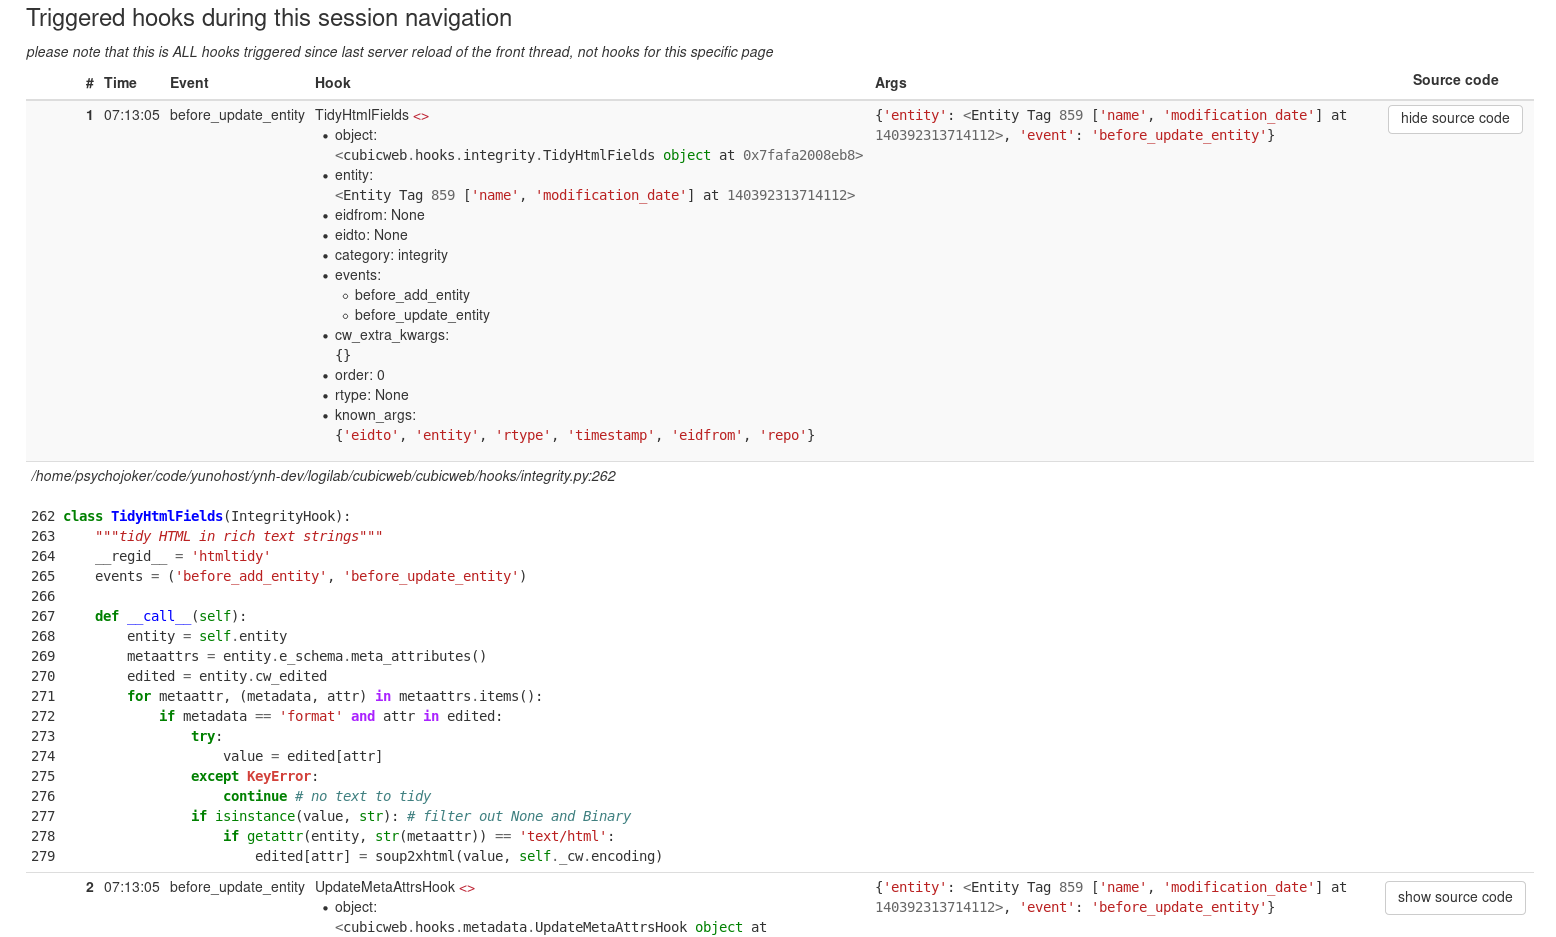 Triggered hooks during this session navigation
please note that this is ALL hooks triggered since last server reload of the front thread, not hooks for this specific page
# Time Event Hook Args Source code
1 07:13:05 before_update_entity TidyHtmlFields <> {'entity': <Entity Tag 859 ['name', 'modification_date'] at hide source code
• object: 140392313714112>, 'event': 'before_update_entity'}
<cubicweb.hooks.integrity.TidyHtmlFields object at 0x7fafa2008eb8>
• entity:
<Entity Tag 859 ['name', 'modification_date'] at 140392313714112>
• eidfrom: None
• eidto: None
• category: integrity
• events:
◦ before_add_entity
◦ before_update_entity
• cw_extra_kwargs:
{}
• order: 0
• rtype: None
• known_args:
{'eidto', 'entity', 'rtype', 'timestamp', 'eidfrom', 'repo'}
/home/psychojoker/code/yunohost/ynh-dev/logilab/cubicweb/cubicweb/hooks/integrity.py:262
262 class TidyHtmlFields(IntegrityHook):
263     """tidy HTML in rich text strings"""
264     __regid__ = 'htmltidy'
265     events = ('before_add_entity', 'before_update_entity')
266
267     def __call__(self):
268         entity = self.entity
269         metaattrs = entity.e_schema.meta_attributes()
270         edited = entity.cw_edited
271         for metaattr, (metadata, attr) in metaattrs.items():
272             if metadata == 'format' and attr in edited:
273                 try:
274                     value = edited[attr]
275                 except KeyError:
276                     continue # no text to tidy
277                 if isinstance(value, str): # filter out None and Binary
278                     if getattr(entity, str(metaattr)) == 'text/html':
279                         edited[attr] = soup2xhtml(value, self._cw.encoding)
2 07:13:05 before_update_entity UpdateMetaAttrsHook <> {'entity': <Entity Tag 859 ['name', 'modification_date'] at show source code
• object: 140392313714112>, 'event': 'before_update_entity'}
<cubicweb.hooks.metadata.UpdateMetaAttrsHook object at